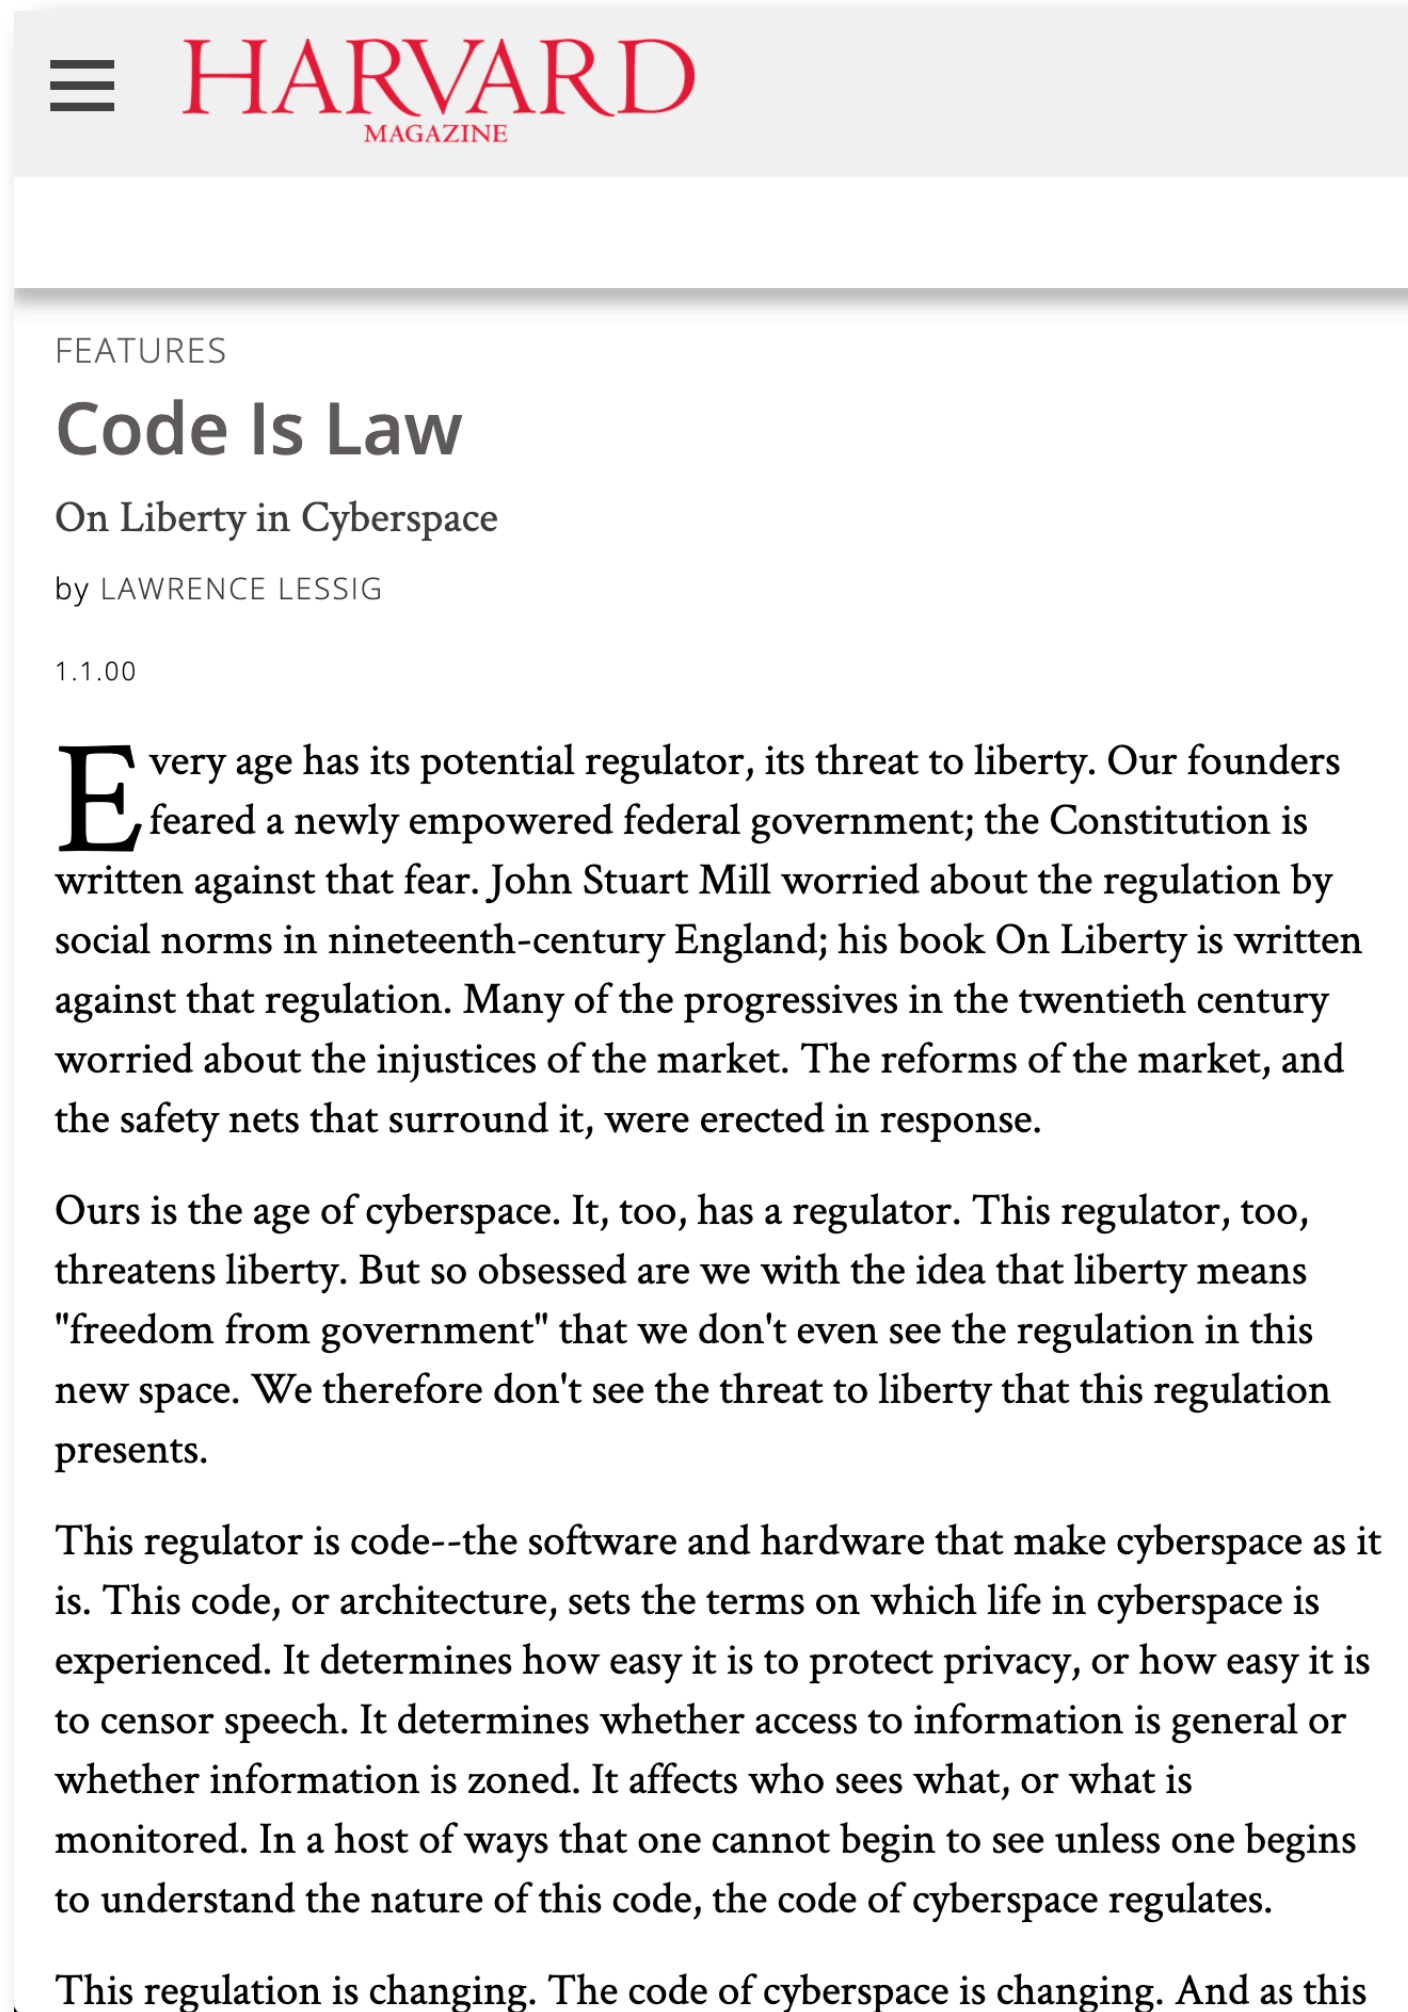 HARVARD
MAGAZINE
FEATURES
Code Is Law
On Liberty in Cyberspace
by LAWRENCE LESSIG
1.1.00
Every age has its potential regulator, its threat to liberty. Our founders
feared a newly empowered federal government; the Constitution is
written against that fear. John Stuart Mill worried about the regulation by
social norms in nineteenth-century England; his book On Liberty is written
against that regulation. Many of the progressives in the twentieth century
worried about the injustices of the market. The reforms of the market, and
the safety nets that surround it, were erected in response.
Ours is the age of cyberspace. It, too, has a regulator. This regulator, too,
threatens liberty. But so obsessed are we with the idea that liberty means
"freedom from government" that we don't even see the regulation in this
new space. We therefore don't see the threat to liberty that this regulation
presents.
This regulator is code--the software and hardware that make cyberspace as it
is. This code, or architecture, sets the terms on which life in cyberspace is
experienced. It determines how easy it is to protect privacy, or how easy it is
to censor speech. It determines whether access to information is general or
whether information is zoned. It affects who sees what, or what is
monitored. In a host of ways that one cannot begin to see unless one begins
to understand the nature of this code, the code of cyberspace regulates.
This regulation is changing. The code of cyberspace is changing. And as this